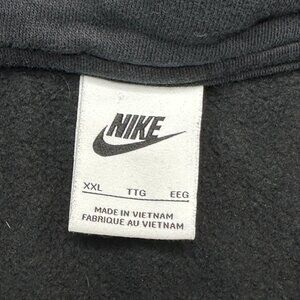 NIKE
XXL TTG EEG
MADE IN VIETNAM
FABRIQUE AU VIETNAM